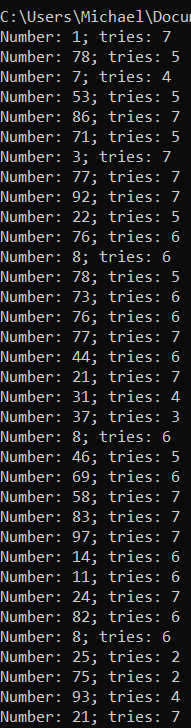 C:\Users\Michael\Docu
Number: 1; tries: 7
Number: 78; tries: 5
Number: 7; tries: 4
Number: 53; tries: 5
Number: 86; tries: 7
Number: 71; tries: 5
Number: 3; tries: 7
Number: 77; tries: 7
Number: 92; tries: 7
Number: 22; tries: 5
Number: 76; tries: 6
Number: 8; tries: 6
Number: 78; tries: 5
Number: 73; tries: 6
Number: 76; tries: 6
Number: 77; tries: 7
Number: 44; tries: 6
Number: 21; tries: 7
Number: 31; tries: 4
Number: 37; tries: 3
Number: 8; tries: 6
Number: 46; tries: 5
Number: 69; tries: 6
Number: 58; tries: 7
Number: 83; tries: 7
Number: 97; tries: 7
Number: 14; tries: 6
Number: 11; tries: 6
Number: 24; tries: 7
Number: 82; tries: 6
Number: 8; tries: 6
Number: 25; tries: 2
Number: 75; tries: 2
Number: 93; tries: 4
Number: 21; tries: 7